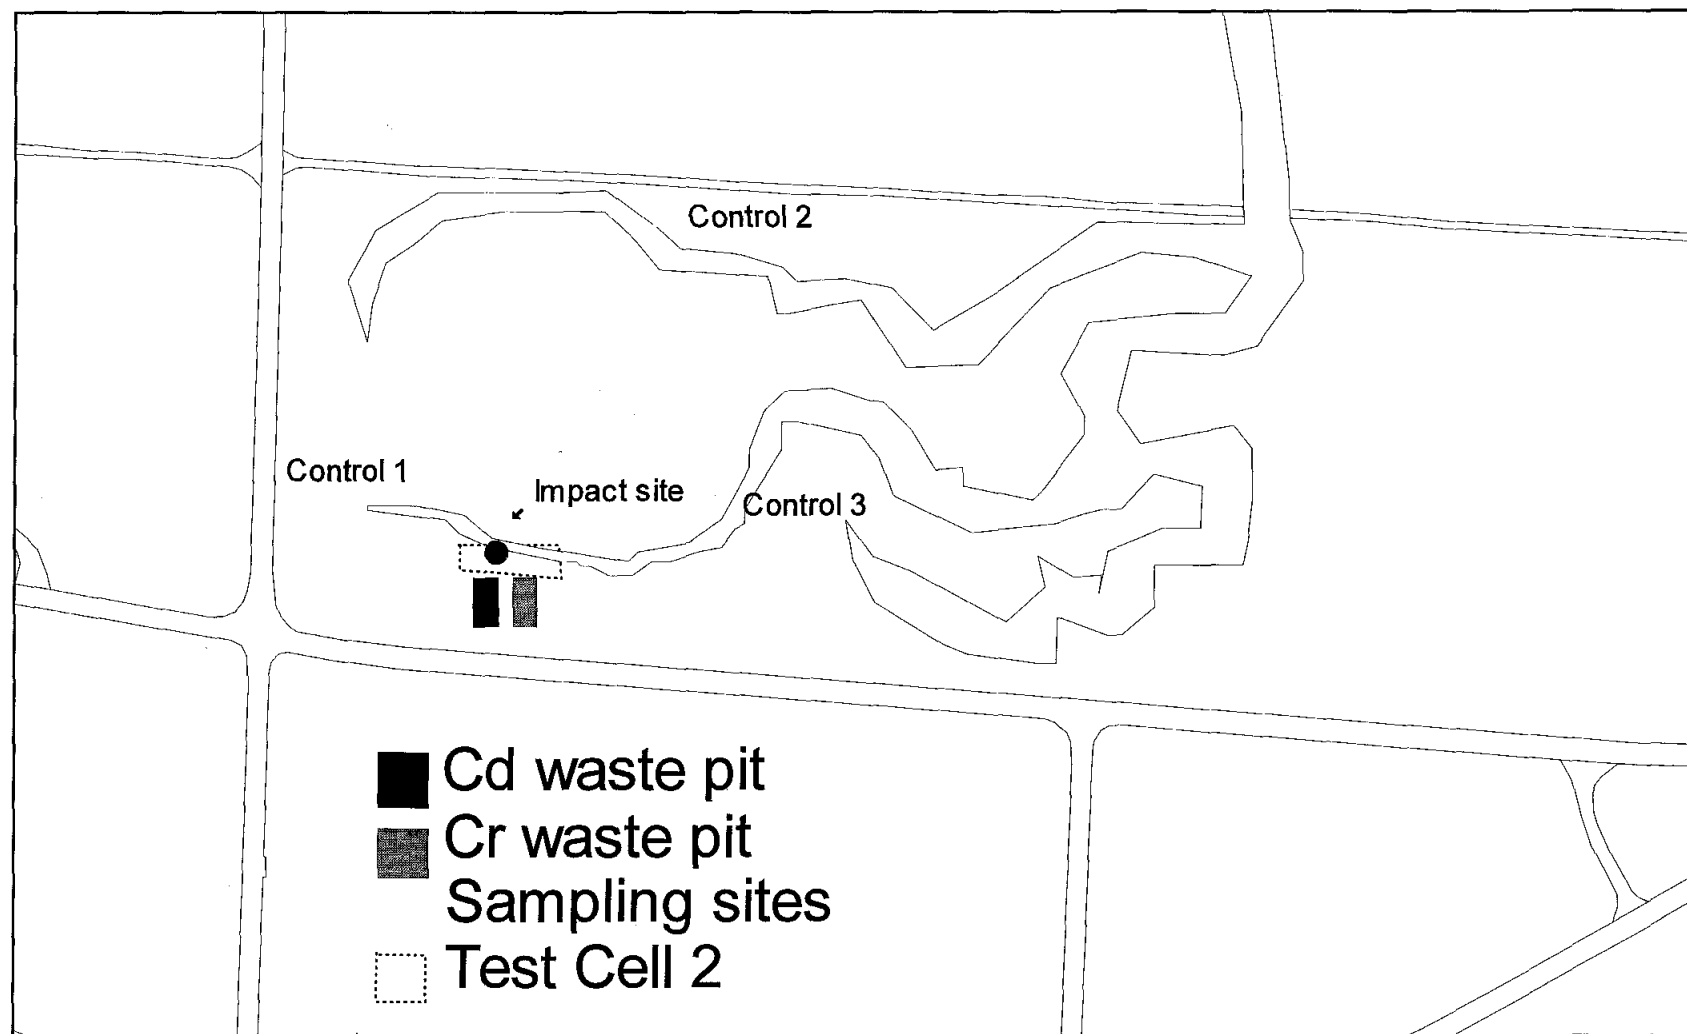 Control 2
Control 1
Impact site
Control 3
Cd waste pit
Cr waste pit
Sampling sites
Test Cell 2